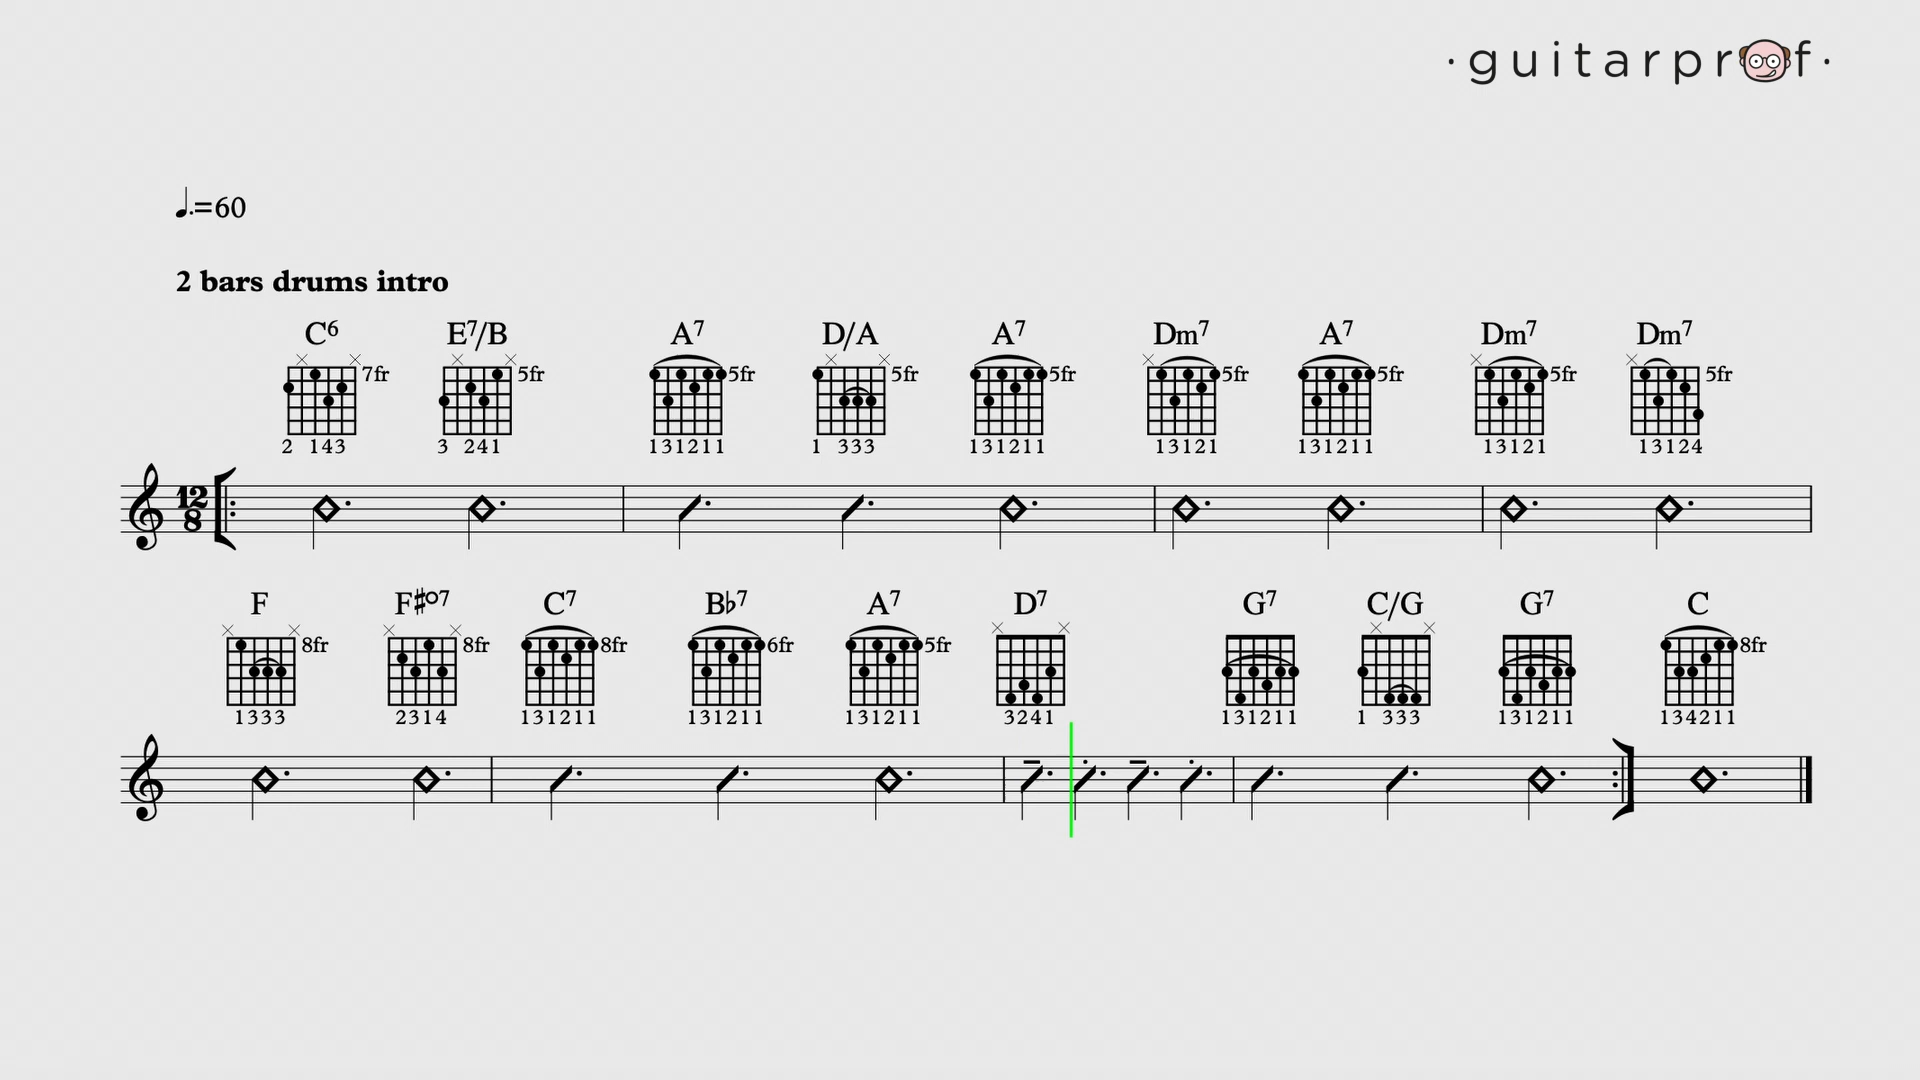 ·guitarprof·
♩.=60
2 bars drums intro
C6 E7/B A7 D/A A7 Dm7 A7 Dm7 Dm7
7fr 5fr 5fr 5fr 5fr 5fr 5fr 5fr 5fr
2 143 3 241 131211 1 333 131211 13121 131211 13121 13124
12
8
F F♯o7 C7 B♭7 A7 D7 G7 C/G G7 C
8fr 8fr 8fr 6fr 5fr 8fr
1333 2314 131211 131211 131211 3241 131211 1 333 131211 134211